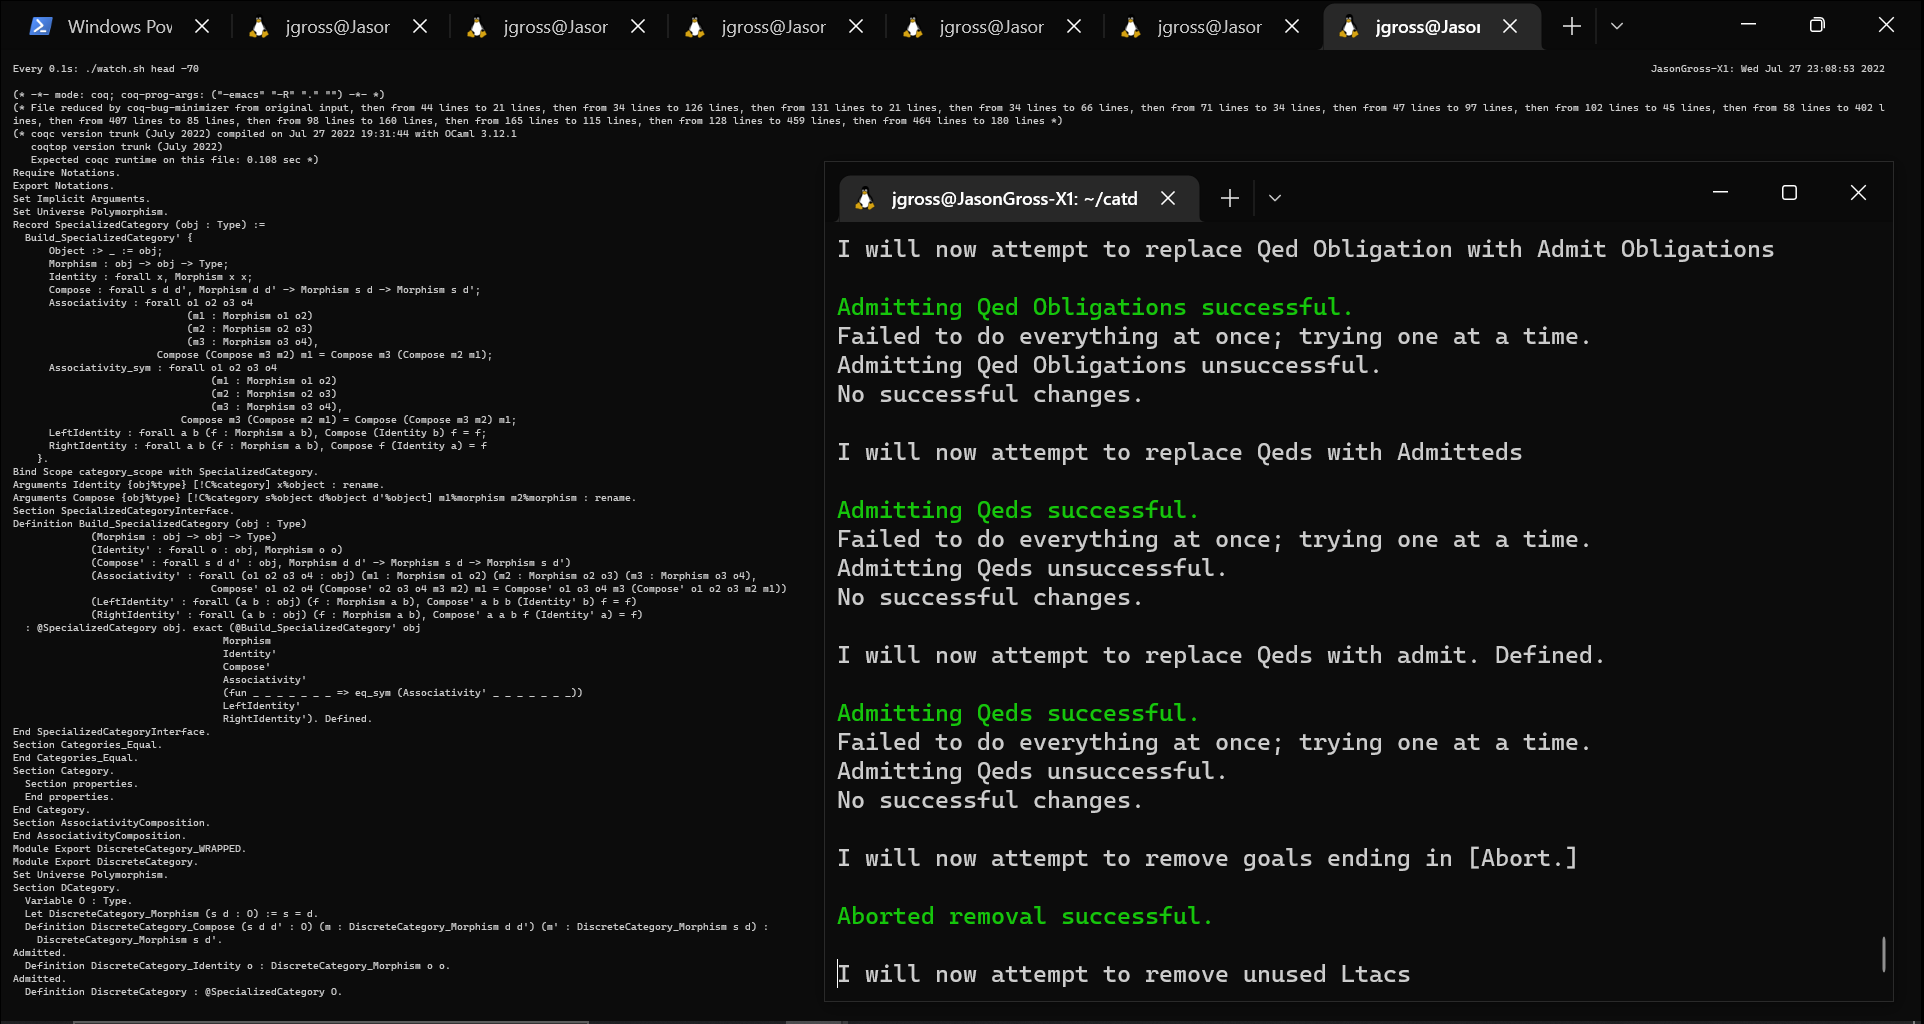 Windows Pov
jgross@Jasor
jgross@Jasor
jgross@Jasor
jgross@Jasor
jgross@Jasor
jgross@Jasor
Every 0.1s: ./watch.sh head -70
JasonGross-X1: Wed Jul 27 23:08:53 2022
(* -*- mode: coq; coq-prog-args: ("-emacs" "-R" "." "") -*- *)
(* File reduced by coq-bug-minimizer from original input, then from 44 lines to 21 lines, then from 34 lines to 126 lines, then from 131 lines to 21 lines, then from 34 lines to 66 lines, then from 71 lines to 34 lines, then from 47 lines to 97 lines, then from 102 lines to 45 lines, then from 58 lines to 402 l
ines, then from 407 lines to 85 lines, then from 98 lines to 160 lines, then from 165 lines to 115 lines, then from 128 lines to 459 lines, then from 464 lines to 180 lines *)
(* coqc version trunk (July 2022) compiled on Jul 27 2022 19:31:44 with OCaml 3.12.1
   coqtop version trunk (July 2022)
   Expected coqc runtime on this file: 0.108 sec *)
Require Notations.
Export Notations.
Set Implicit Arguments.
Set Universe Polymorphism.
Record SpecializedCategory (obj : Type) :=
  Build_SpecializedCategory' {
      Object :> _ := obj;
      Morphism : obj -> obj -> Type;
      Identity : forall x, Morphism x x;
      Compose : forall s d d', Morphism d d' -> Morphism s d -> Morphism s d';
      Associativity : forall o1 o2 o3 o4
                             (m1 : Morphism o1 o2)
                             (m2 : Morphism o2 o3)
                             (m3 : Morphism o3 o4),
                        Compose (Compose m3 m2) m1 = Compose m3 (Compose m2 m1);
      Associativity_sym : forall o1 o2 o3 o4
                                 (m1 : Morphism o1 o2)
                                 (m2 : Morphism o2 o3)
                                 (m3 : Morphism o3 o4),
                            Compose m3 (Compose m2 m1) = Compose (Compose m3 m2) m1;
      LeftIdentity : forall a b (f : Morphism a b), Compose (Identity b) f = f;
      RightIdentity : forall a b (f : Morphism a b), Compose f (Identity a) = f
    }.
Bind Scope category_scope with SpecializedCategory.
Arguments Identity {obj%type} [!C%category] x%object : rename.
Arguments Compose {obj%type} [!C%category s%object d%object d'%object] m1%morphism m2%morphism : rename.
Section SpecializedCategoryInterface.
Definition Build_SpecializedCategory (obj : Type)
             (Morphism : obj -> obj -> Type)
             (Identity' : forall o : obj, Morphism o o)
             (Compose' : forall s d d' : obj, Morphism d d' -> Morphism s d -> Morphism s d')
             (Associativity' : forall (o1 o2 o3 o4 : obj) (m1 : Morphism o1 o2) (m2 : Morphism o2 o3) (m3 : Morphism o3 o4),
                                 Compose' o1 o2 o4 (Compose' o2 o3 o4 m3 m2) m1 = Compose' o1 o3 o4 m3 (Compose' o1 o2 o3 m2 m1))
             (LeftIdentity' : forall (a b : obj) (f : Morphism a b), Compose' a b b (Identity' b) f = f)
             (RightIdentity' : forall (a b : obj) (f : Morphism a b), Compose' a a b f (Identity' a) = f)
  : @SpecializedCategory obj. exact (@Build_SpecializedCategory' obj
                                   Morphism
                                   Identity'
                                   Compose'
                                   Associativity'
                                   (fun _ _ _ _ _ _ _ => eq_sym (Associativity' _ _ _ _ _ _ _))
                                   LeftIdentity'
                                   RightIdentity'). Defined.
End SpecializedCategoryInterface.
Section Categories_Equal.
End Categories_Equal.
Section Category.
  Section properties.
  End properties.
End Category.
Section AssociativityComposition.
End AssociativityComposition.
Module Export DiscreteCategory_WRAPPED.
Module Export DiscreteCategory.
Set Universe Polymorphism.
Section DCategory.
  Variable O : Type.
  Let DiscreteCategory_Morphism (s d : O) := s = d.
  Definition DiscreteCategory_Compose (s d d' : O) (m : DiscreteCategory_Morphism d d') (m' : DiscreteCategory_Morphism s d) :
    DiscreteCategory_Morphism s d'.
Admitted.
  Definition DiscreteCategory_Identity o : DiscreteCategory_Morphism o o.
Admitted.
  Definition DiscreteCategory : @SpecializedCategory O.
jgross@JasonGross-X1: ~/catd
I will now attempt to replace Qed Obligation with Admit Obligations
Admitting Qed Obligations successful.
Failed to do everything at once; trying one at a time.
Admitting Qed Obligations unsuccessful.
No successful changes.
I will now attempt to replace Qeds with Admitteds
Admitting Qeds successful.
Failed to do everything at once; trying one at a time.
Admitting Qeds unsuccessful.
No successful changes.
I will now attempt to replace Qeds with admit. Defined.
Admitting Qeds successful.
Failed to do everything at once; trying one at a time.
Admitting Qeds unsuccessful.
No successful changes.
I will now attempt to remove goals ending in [Abort.]
Aborted removal successful.
I will now attempt to remove unused Ltacs